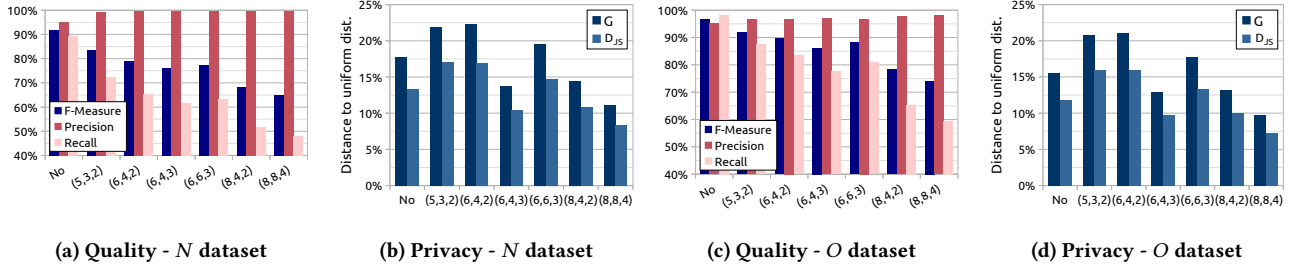 100%
90%
80%
70%
60%
50%
40%
F-Measure
Precision
Recall
No
(5,3,2)
(6,4,2)
(6,4,3)
(6,6,3)
(8,4,2)
(8,8,4)
(a) Quality - N dataset
Distance to uniform dist.
25%
20%
15%
10%
5%
0%
G
DJS
No
(5,3,2)
(6,4,2)
(6,4,3)
(6,6,3)
(8,4,2)
(8,8,4)
(b) Privacy - N dataset
100%
90%
80%
70%
60%
50%
40%
F-Measure
Precision
Recall
No
(5,3,2)
(6,4,2)
(6,4,3)
(6,6,3)
(8,4,2)
(8,8,4)
(c) Quality - O dataset
Distance to uniform dist.
25%
20%
15%
10%
5%
0%
G
DJS
No
(5,3,2)
(6,4,2)
(6,4,3)
(6,6,3)
(8,4,2)
(8,8,4)
(d) Privacy - O dataset